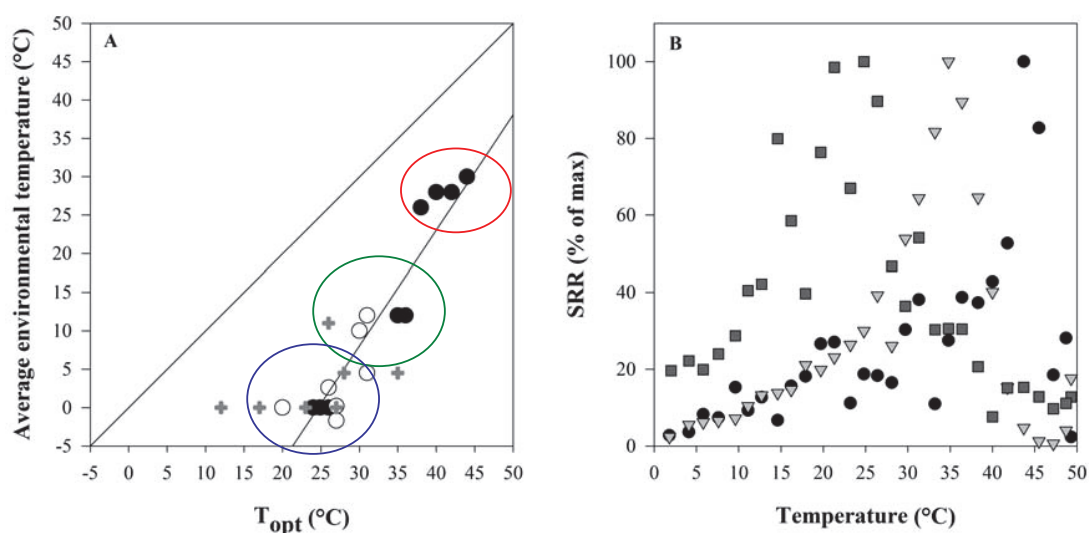 A
Average environmental temperature (°C)
50
45
40
35
30
25
20
15
10
5
0
-5
-5 0 5 10 15 20 25 30 35 40 45 50
Topt (°C)
B
SRR (% of max)
100
80
60
40
20
0
0 5 10 15 20 25 30 35 40 45 50
Temperature (°C)